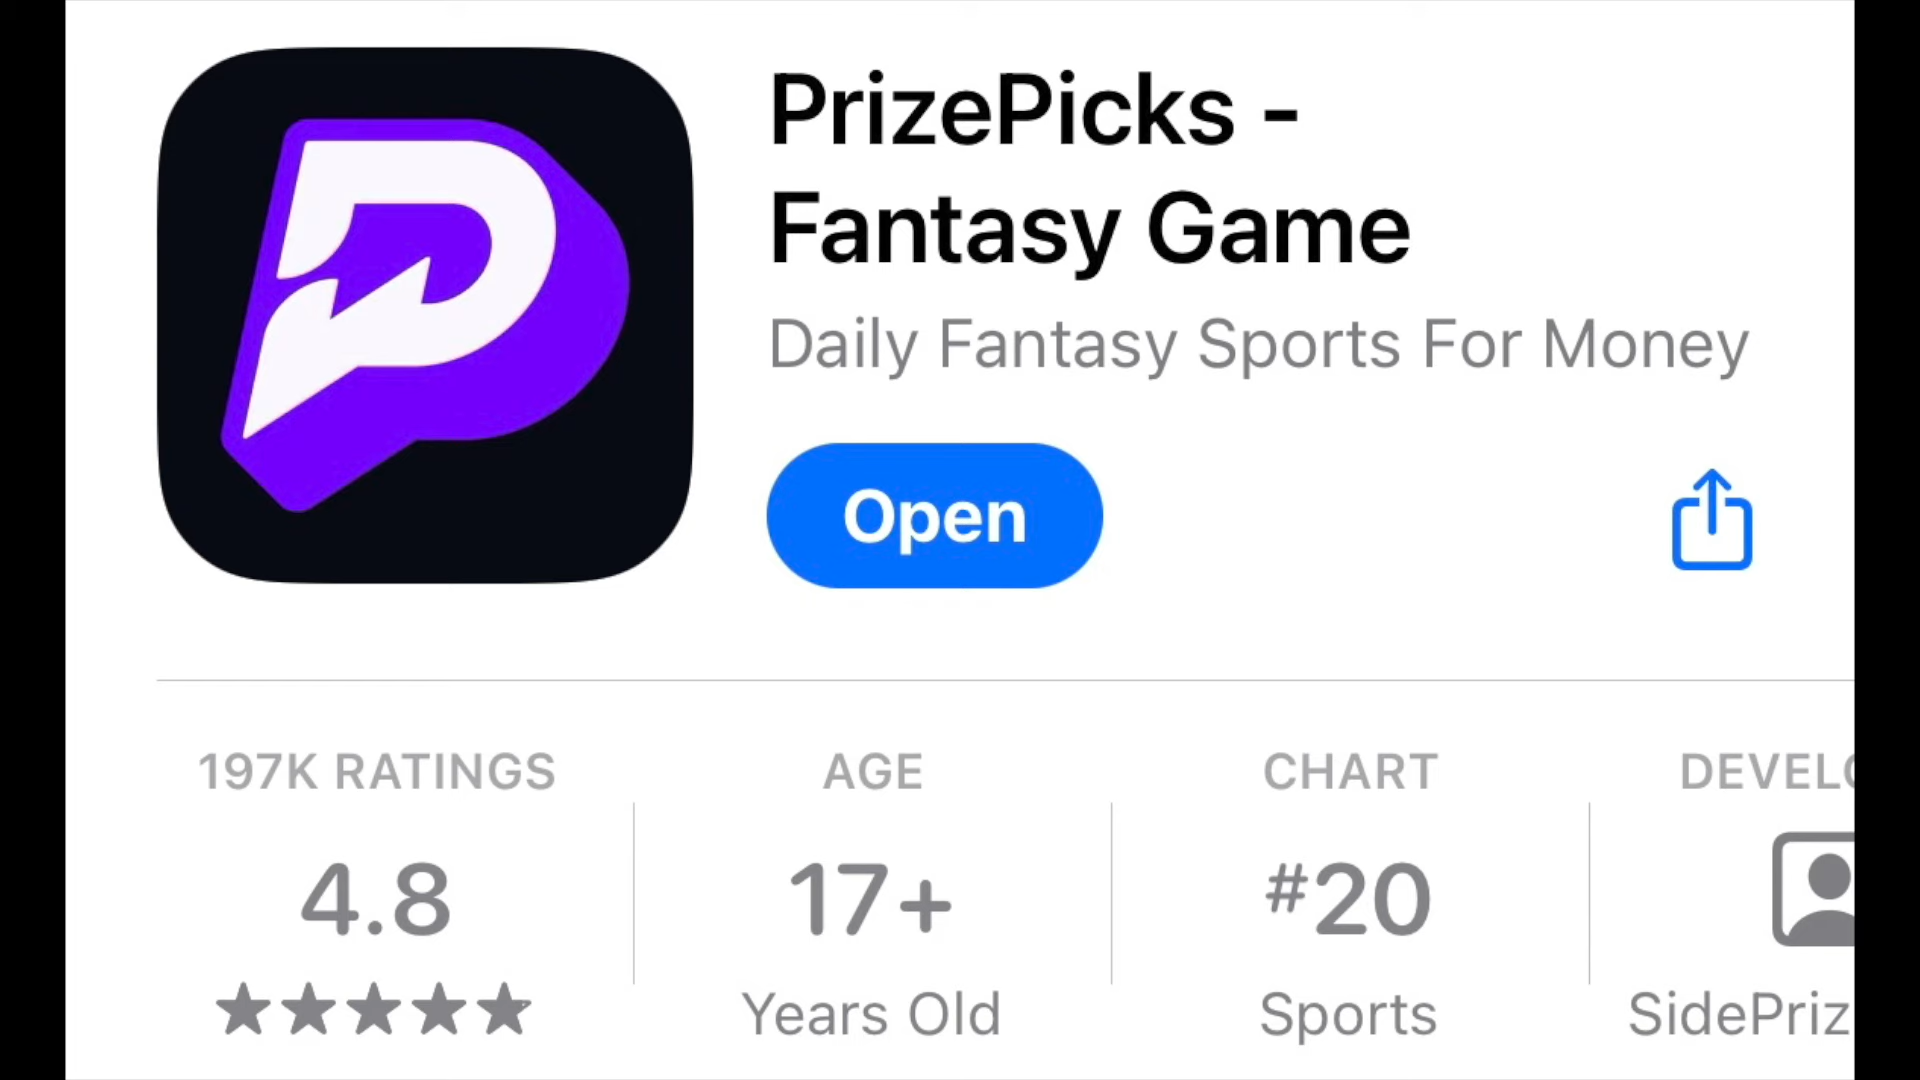 PrizePicks -
Fantasy Game
Daily Fantasy Sports For Money
Open
197K RATINGS
AGE
CHART
4.8
17+
#20
Years Old
Sports